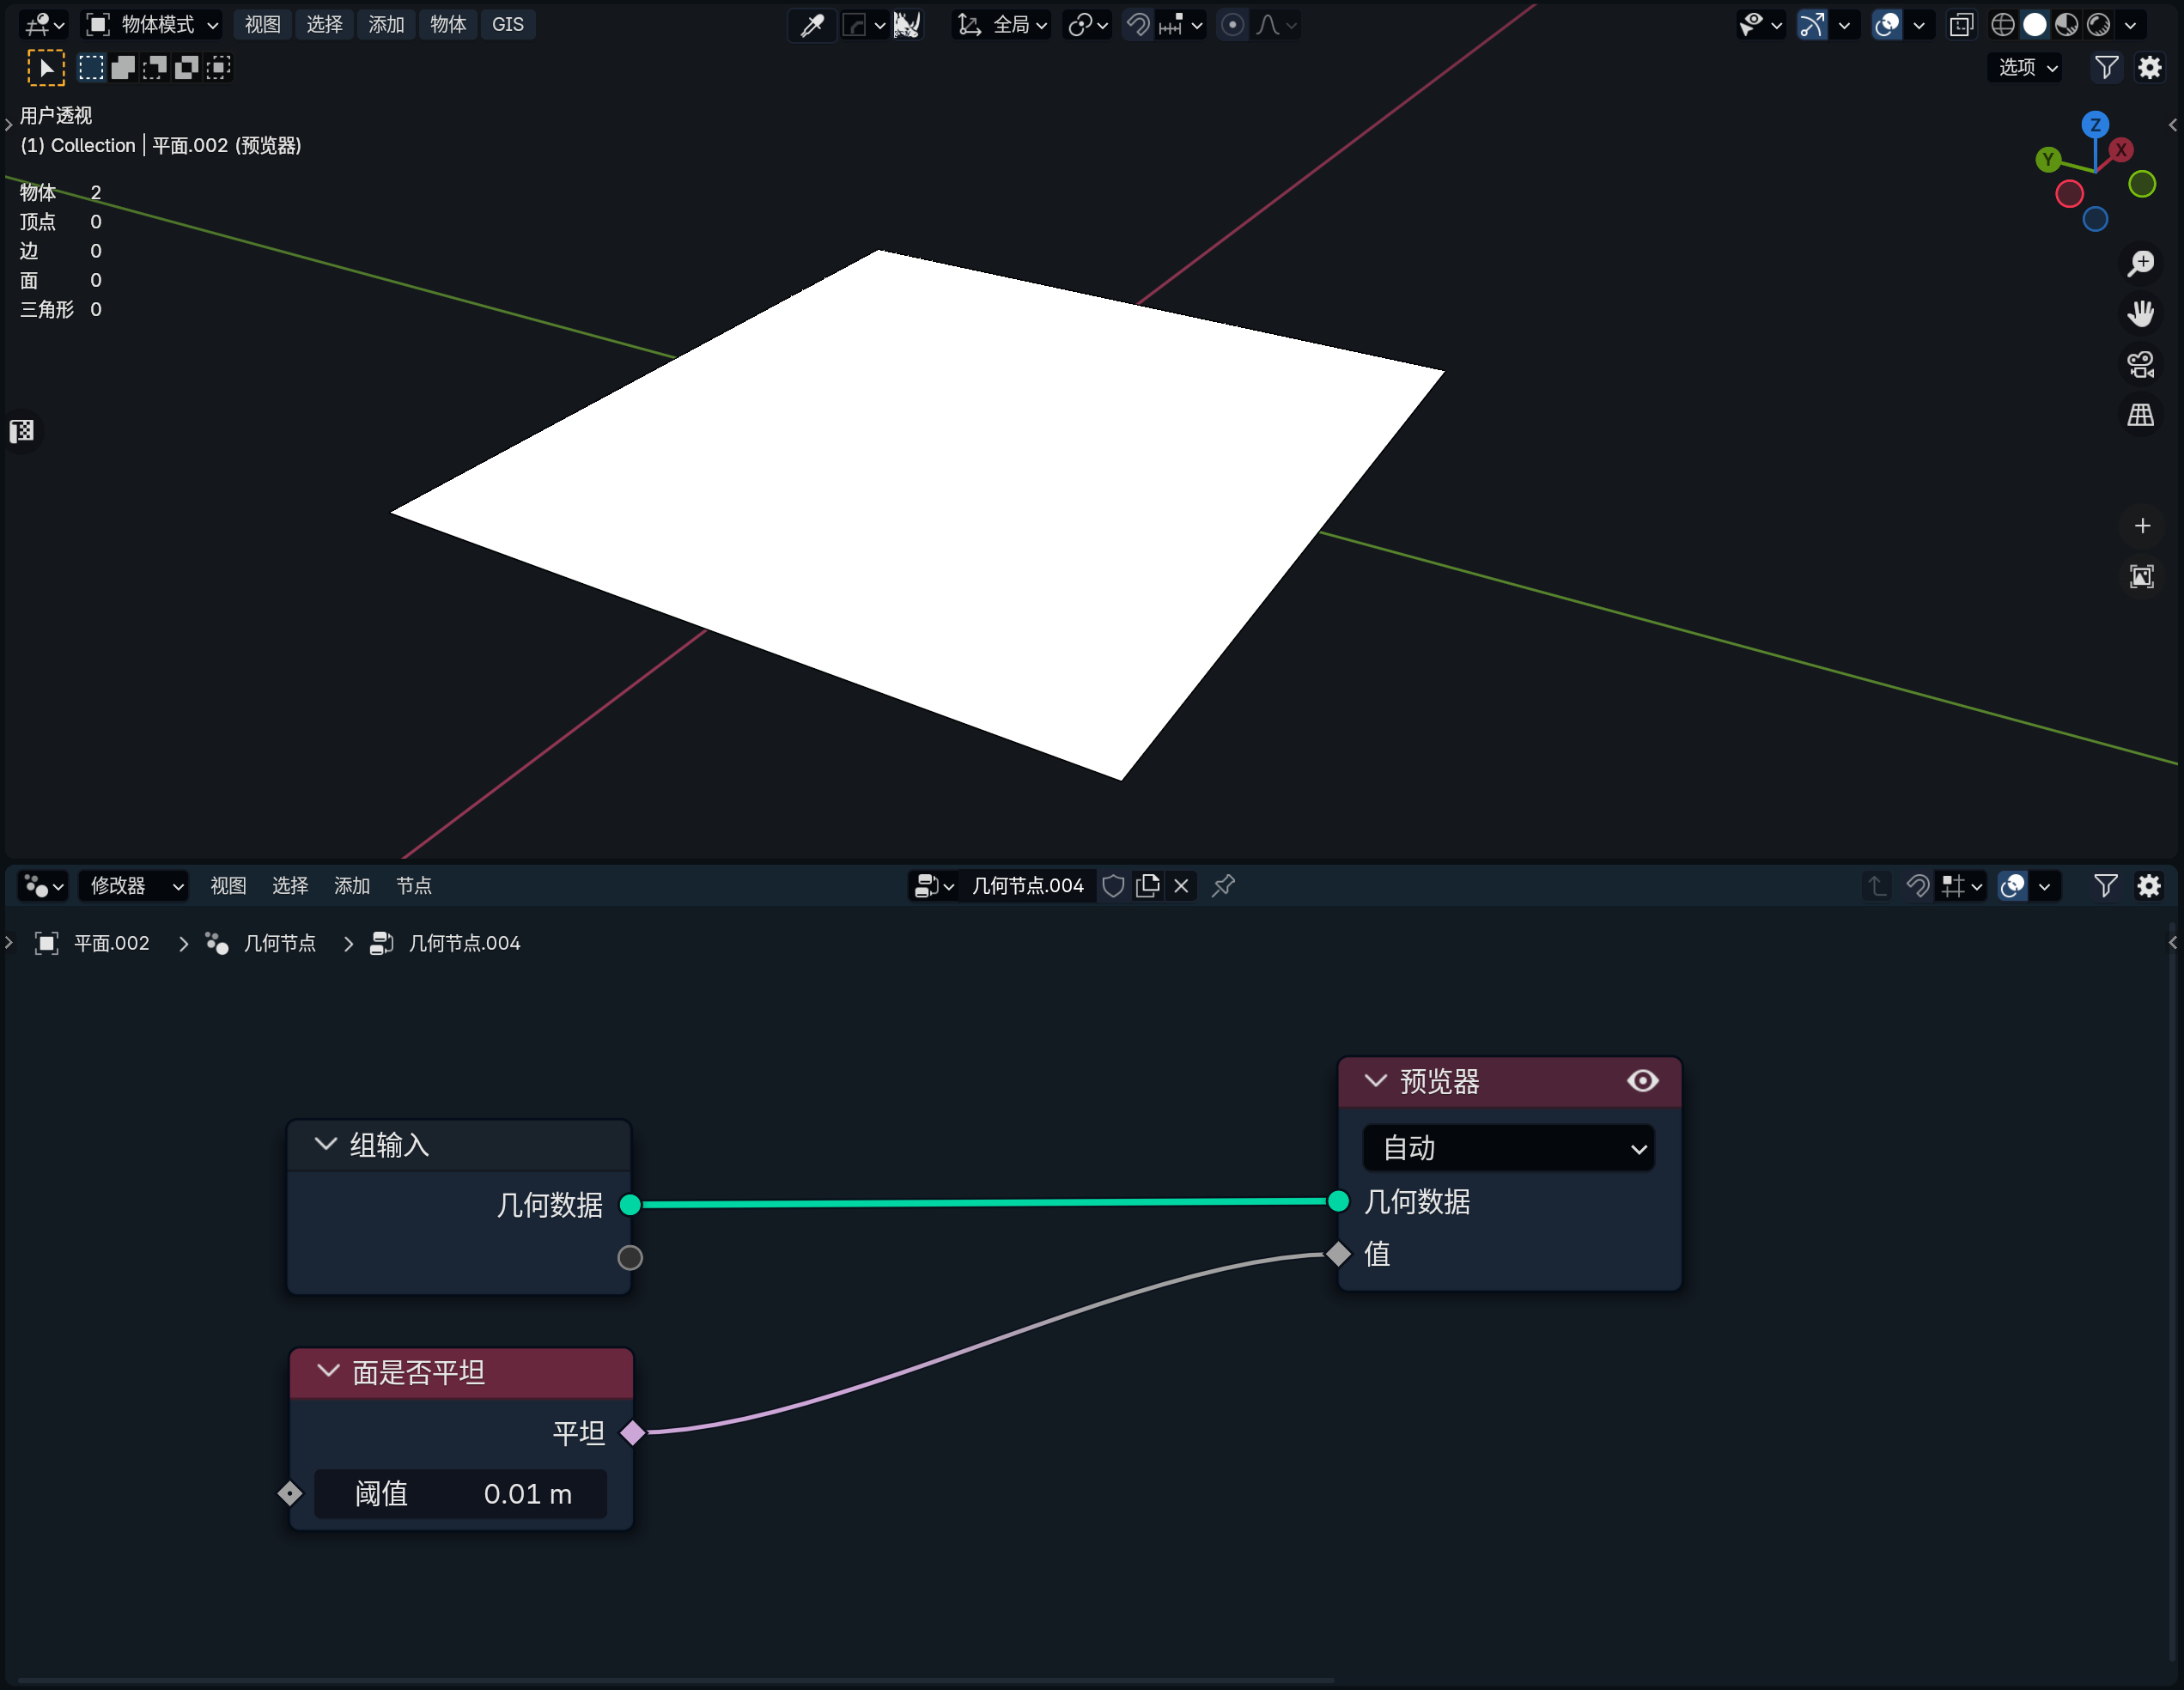 物体模式 视图 选择 添加 物体 GIS 全局
选项
用户透视
(1) Collection | 平面.002 (预览器)
物体 2
顶点 0
边 0
面 0
三角形 0
Z
Y
X
修改器 视图 选择 添加 节点 几何节点.004
平面.002 几何节点 几何节点.004
预览器
自动
几何数据
值
组输入
几何数据
面是否平坦
平坦
阈值 0.01 m